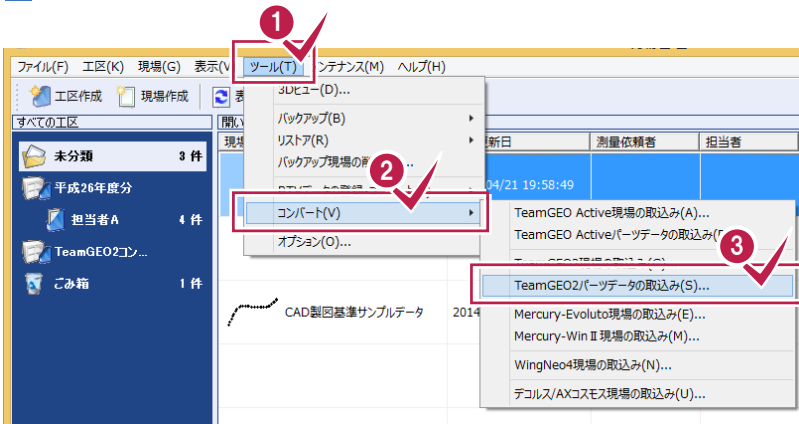 1
ファイル(F) 工区(K) 現場(G) 表示(V) ツール(T) ンテナンス(M) ヘルプ(H)
工区作成 現場作成
すべての工区
未分類 3 件
平成26年度分
担当者A 4 件
TeamGEO2コン...
ごみ箱 1 件
3Dビュー(D)...
バックアップ(B)
リストア(R)
バックアップ現場の
2
コンバート(V)
オプション(O)...
新日 測量依頼者 担当者
04/21 19:58:49
CAD製図基準サンプルデータ 2014
TeamGEO Active現場の取込み(A)...
TeamGEO Activeパーツデータの取込み
3
TeamGEO2パーツデータの取込み(S)...
Mercury-Evoluto現場の取込み(E)...
Mercury-WinⅡ現場の取込み(M)...
WingNeo4現場の取込み(N)...
デコルス/AXコスモス現場の取込み(U)...